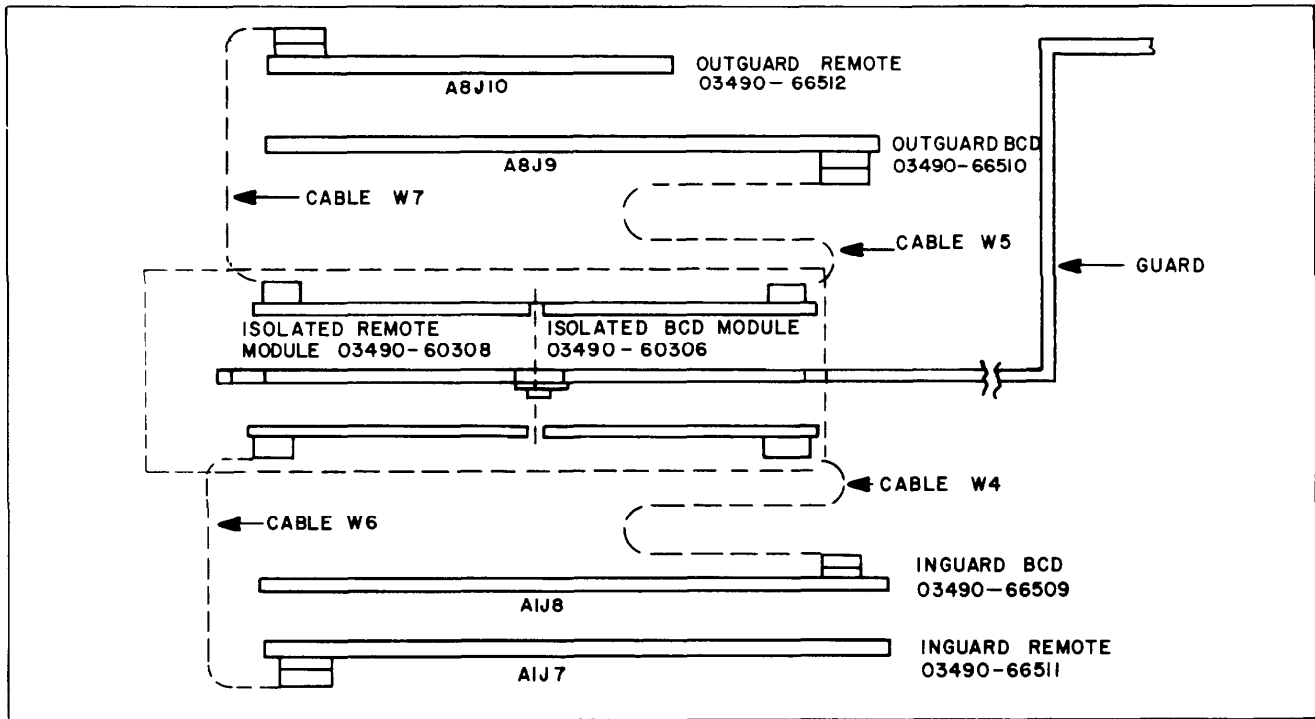 OUTGUARD REMOTE
03490-66512
A8J10
OUTGUARD BCD
03490-66510
A8J9
CABLE W7
CABLE W5
GUARD
ISOLATED REMOTE
MODULE 03490-60308
ISOLATED BCD MODULE
03490-60306
CABLE W4
CABLE W6
INGUARD BCD
03490-66509
A1J8
INGUARD REMOTE
03490-66511
A1J7